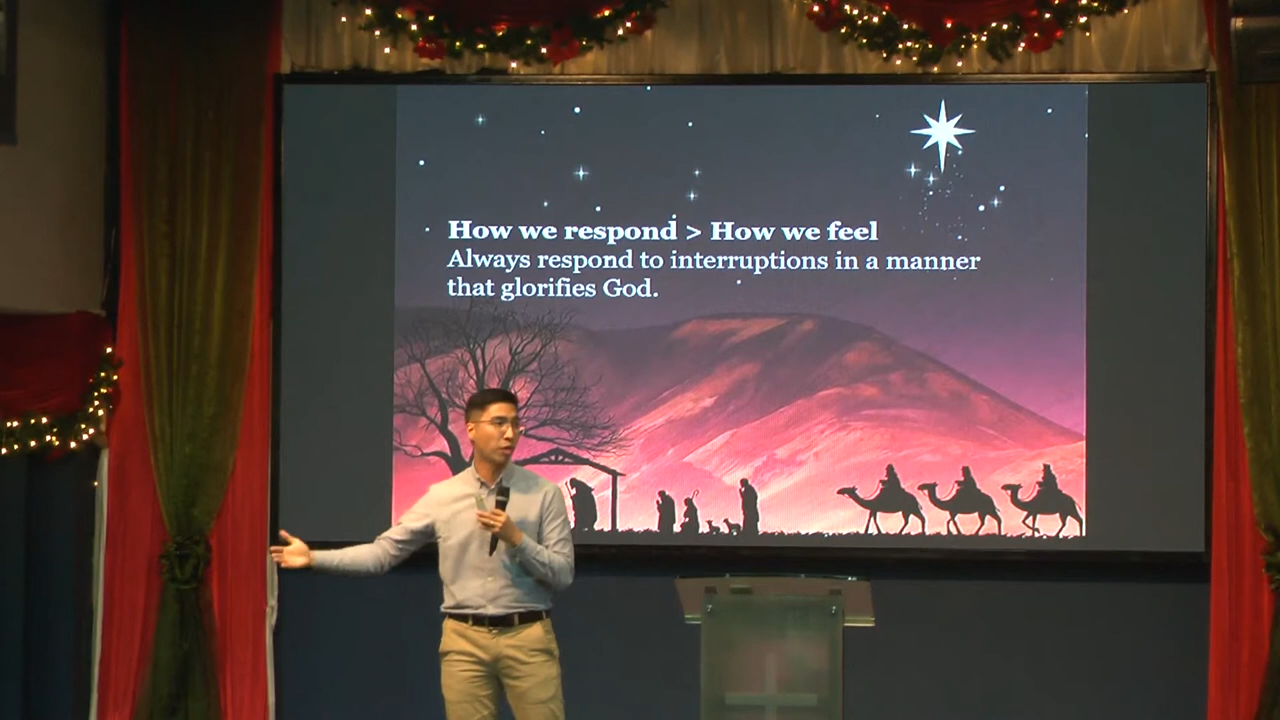 How we respond > How we feel
Always respond to interruptions in a manner
that glorifies God.